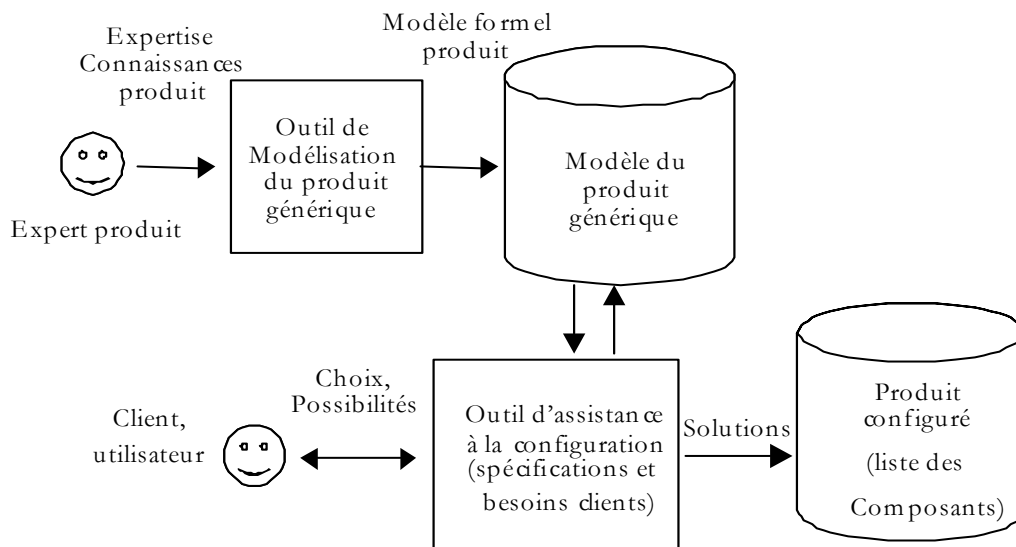 Expertise
Connaissances
produit
Modèle formel
produit
Outil de
Modélisation
du produit
générique
Modèle du
produit
générique
Expert produit
Choix,
Possibilités
Client,
utilisateur
Outil d’assistance
à la configuration
(spécifications et
besoins clients)
Solutions
Produit
configuré
(liste des
Composants)